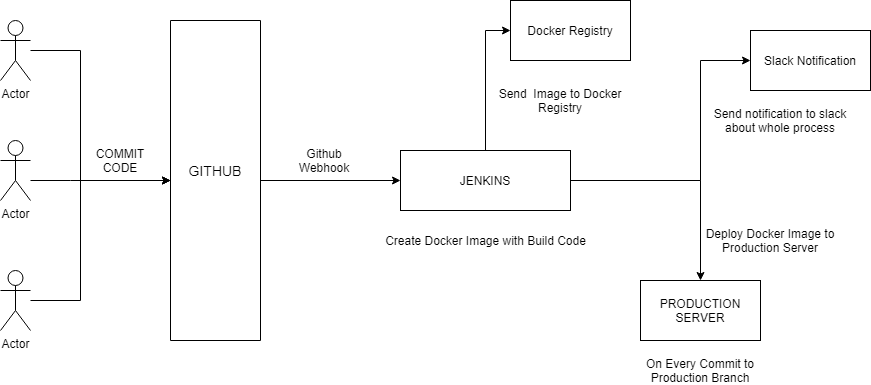 Actor
Actor
Actor
COMMIT
CODE
GITHUB
Github
Webhook
JENKINS
Create Docker Image with Build Code
Docker Registry
Send Image to Docker
Registry
Slack Notification
Send notification to slack
about whole process
Deploy Docker Image to
Production Server
PRODUCTION
SERVER
On Every Commit to
Production Branch